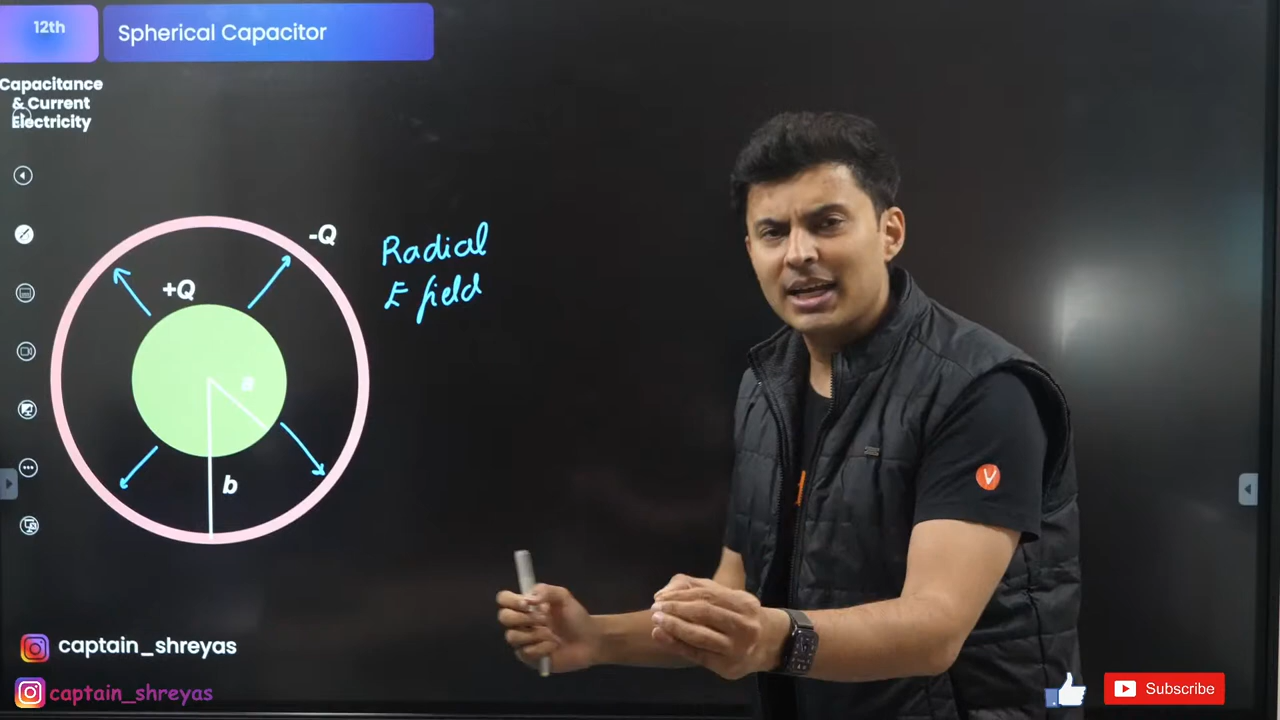 12th
Spherical Capacitor
Capacitance
& Current
Electricity
-Q
+Q
Radial
E field
a
b
captain_shreyas
captain_shreyas
Subscribe